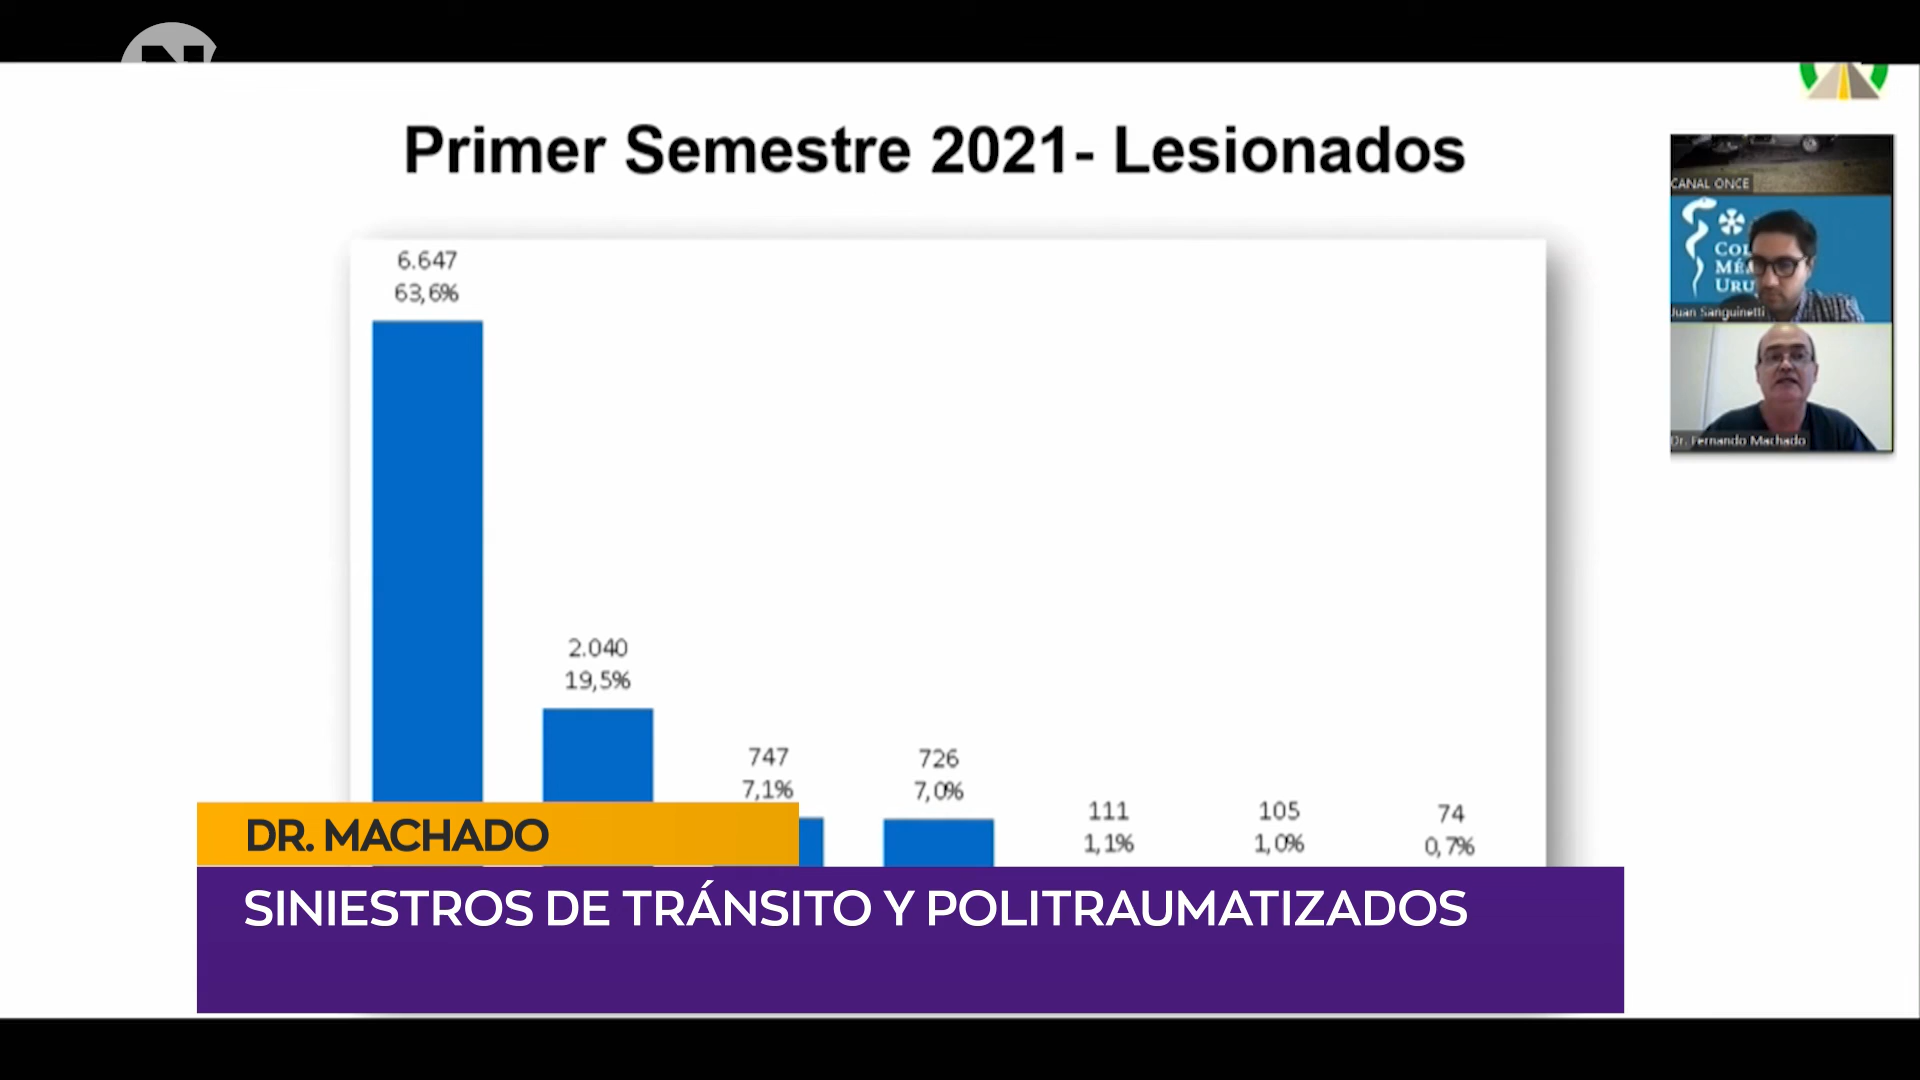 Primer Semestre 2021- Lesionados
CANAL ONCE
Juan Sanguinetti
Dr. Fernando Machado
6.647
63,6%
2.040
19,5%
747
7,1%
726
7,0%
111
1,1%
105
1,0%
74
0,7%
DR. MACHADO
SINIESTROS DE TRÁNSITO Y POLITRAUMATIZADOS